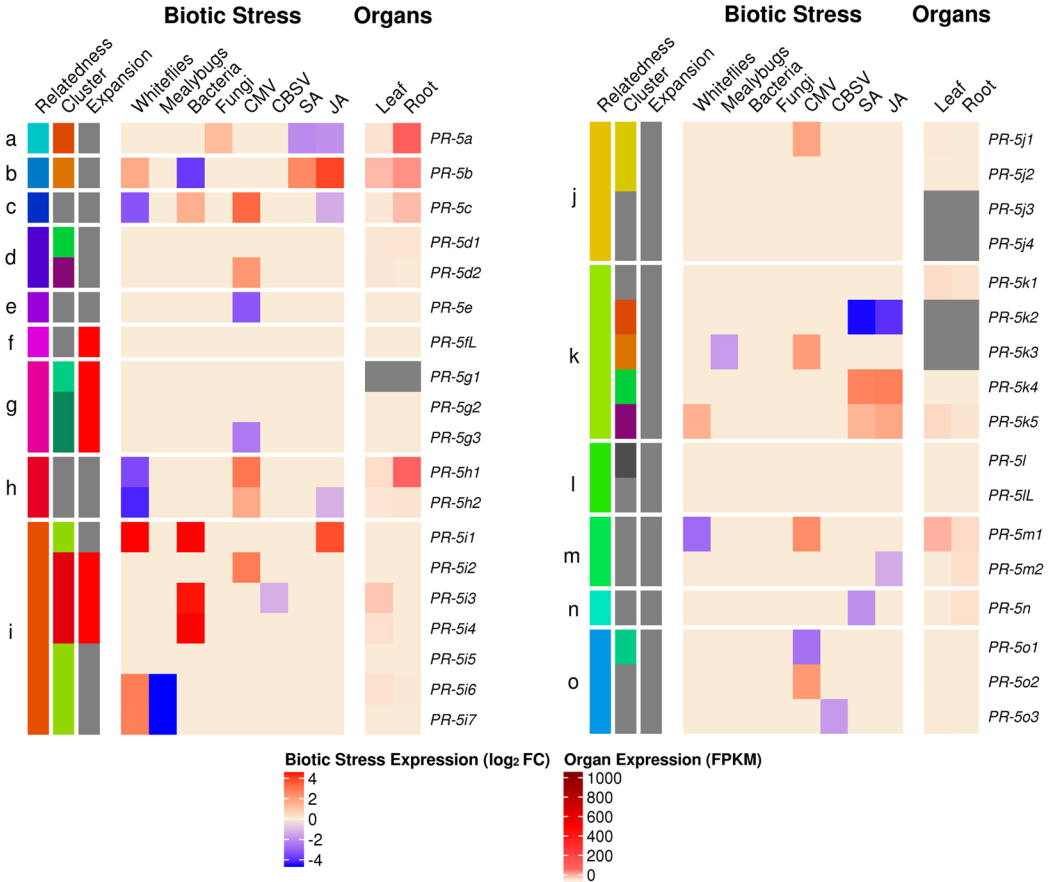 Biotic Stress Organs
Relatedness
Cluster
Expansion
Whiteflies
Mealybugs
Bacteria
Fungi
CMV
CBSV
SA
JA
Leaf
Root
a PR-5a
b PR-5b
c PR-5c
d
PR-5d1
PR-5d2
e PR-5e
f PR-5fL
g
PR-5g1
PR-5g2
PR-5g3
h
PR-5h1
PR-5h2
i
PR-5i1
PR-5i2
PR-5i3
PR-5i4
PR-5i5
PR-5i6
PR-5i7
Biotic Stress Organs
Relatedness
Cluster
Expansion
Whiteflies
Mealybugs
Bacteria
Fungi
CMV
CBSV
SA
JA
Leaf
Root
j
PR-5j1
PR-5j2
PR-5j3
PR-5j4
k
PR-5k1
PR-5k2
PR-5k3
PR-5k4
PR-5k5
l
PR-5l
PR-5lL
m
PR-5m1
PR-5m2
n PR-5n
o
PR-5o1
PR-5o2
PR-5o3
Biotic Stress Expression (log₂ FC)
4
2
0
-2
-4
Organ Expression (FPKM)
1000
800
600
400
200
0